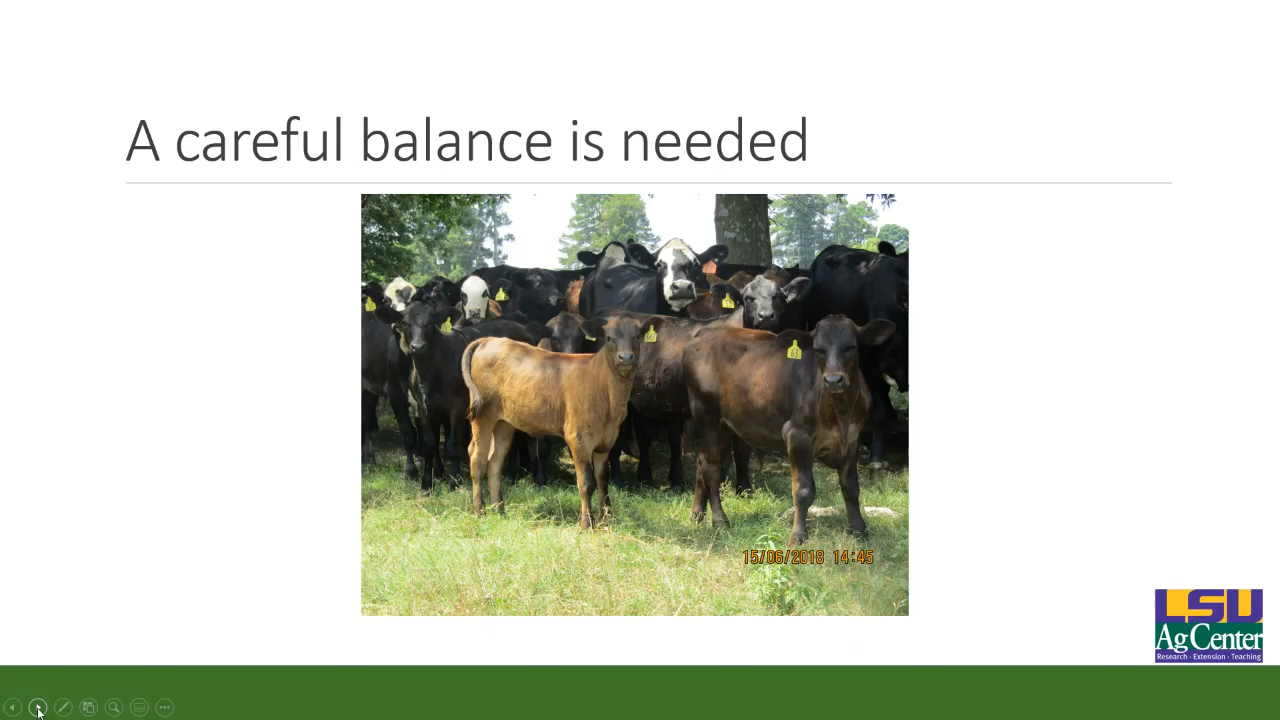 A careful balance is needed
15/06/2018 14:45
LSU
AgCenter
Research · Extension · Teaching